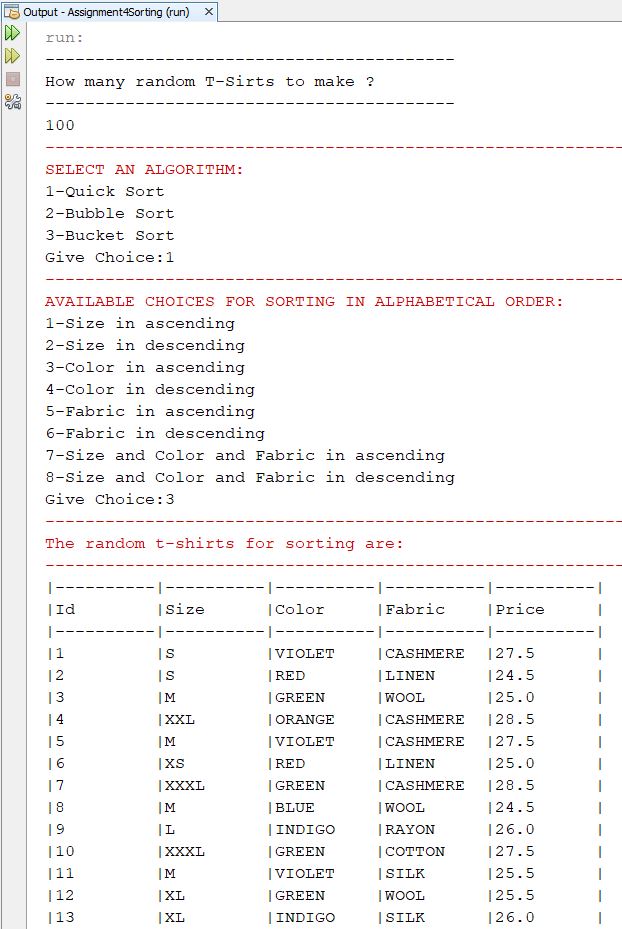 Output - Assignment4Sorting (run) ×
run:
-----------------------------------------
How many random T-Sirts to make ?
-----------------------------------------
100
----------------------------------------------------------
SELECT AN ALGORITHM:
1-Quick Sort
2-Bubble Sort
3-Bucket Sort
Give Choice:1
----------------------------------------------------------
AVAILABLE CHOICES FOR SORTING IN ALPHABETICAL ORDER:
1-Size in ascending
2-Size in descending
3-Color in ascending
4-Color in descending
5-Fabric in ascending
6-Fabric in descending
7-Size and Color and Fabric in ascending
8-Size and Color and Fabric in descending
Give Choice:3
----------------------------------------------------------
The random t-shirts for sorting are:
----------------------------------------------------------
|----------|----------|----------|----------|----------|
|Id        |Size      |Color     |Fabric    |Price     |
|----------|----------|----------|----------|----------|
|1         |S         |VIOLET    |CASHMERE  |27.5      |
|2         |S         |RED       |LINEN     |24.5      |
|3         |M         |GREEN     |WOOL      |25.0      |
|4         |XXL       |ORANGE    |CASHMERE  |28.5      |
|5         |M         |VIOLET    |CASHMERE  |27.5      |
|6         |XS        |RED       |LINEN     |25.0      |
|7         |XXXL      |GREEN     |CASHMERE  |28.5      |
|8         |M         |BLUE      |WOOL      |24.5      |
|9         |L         |INDIGO    |RAYON     |26.0      |
|10        |XXXL      |GREEN     |COTTON    |27.5      |
|11        |M         |VIOLET    |SILK      |25.5      |
|12        |XL        |GREEN     |WOOL      |25.5      |
|13        |XL        |INDIGO    |SILK      |26.0      |